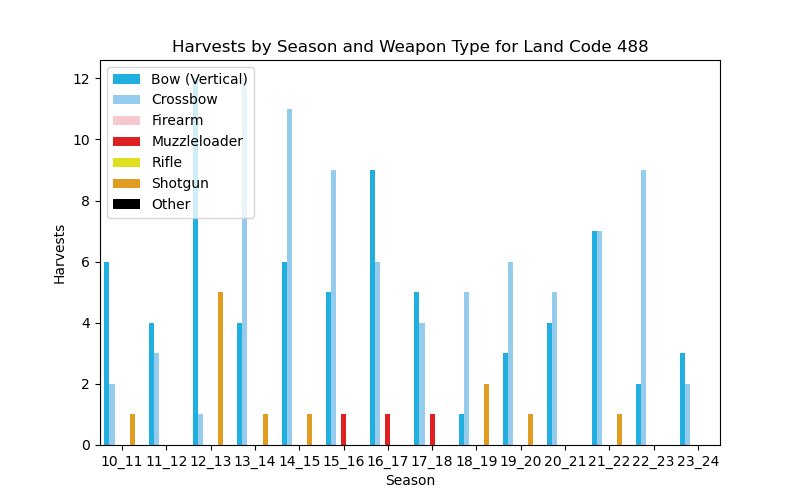 Harvests by Season and Weapon Type for Land Code 488
12
10
8
6
4
2
0
Harvests
Bow (Vertical)
Crossbow
Firearm
Muzzleloader
Rifle
Shotgun
Other
10_11 11_12 12_13 13_14 14_15 15_16 16_17 17_18 18_19 19_20 20_21 21_22 22_23 23_24
Season